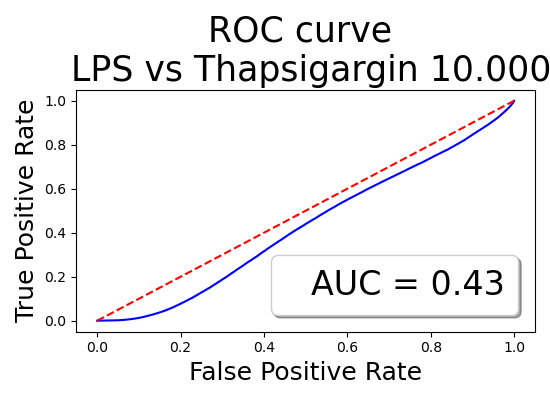 ROC curve
LPS vs Thapsigargin 10.000
True Positive Rate
1.0
0.8
0.6
0.4
0.2
0.0
AUC = 0.43
0.0 0.2 0.4 0.6 0.8 1.0
False Positive Rate